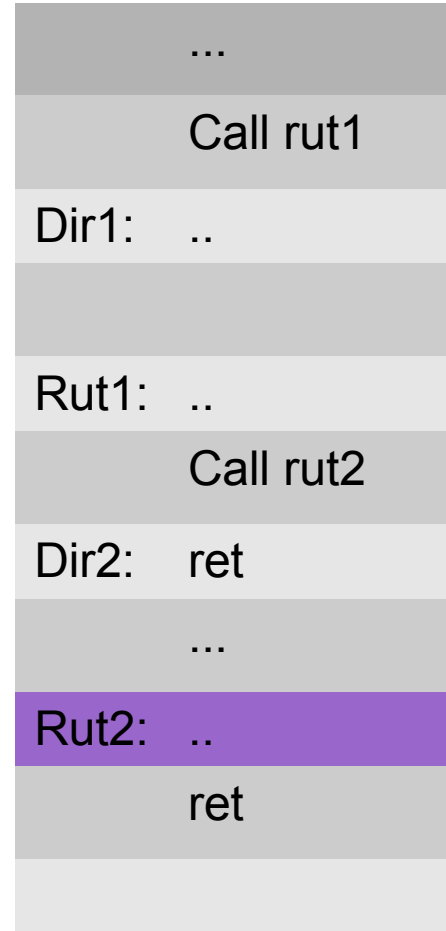 ...
Call rut1
Dir1: ..
Rut1: ..
Call rut2
Dir2: ret
...
Rut2: ..
ret